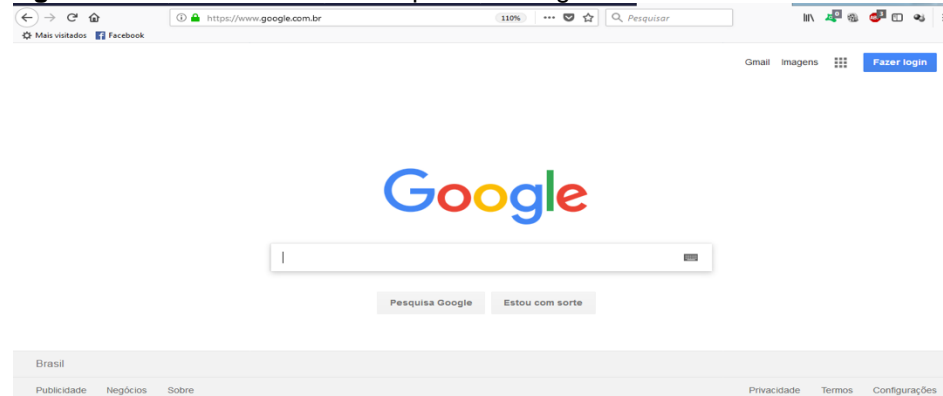 https://www.google.com.br 110% Pesquisar
Mais visitados Facebook
Gmail Imagens Fazer login
Google
Pesquisa Google Estou com sorte
Brasil
Publicidade Negócios Sobre Privacidade Termos Configurações